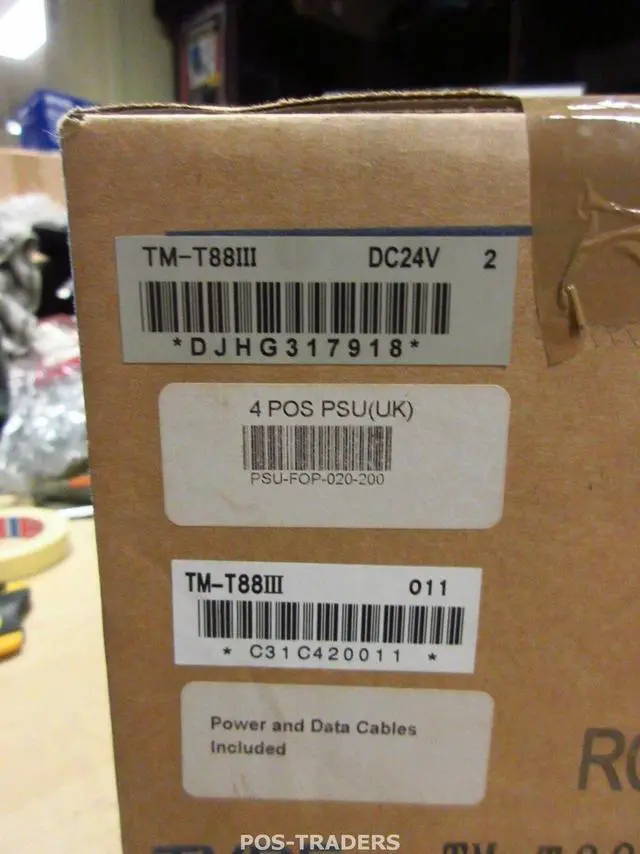 TM-T88III DC24V 2
*DJHG317918*
4 POS PSU(UK)
PSU-FOP-020-200
TM-T88III 011
* C31C420011 *
Power and Data Cables
Included
POS-TRADERS